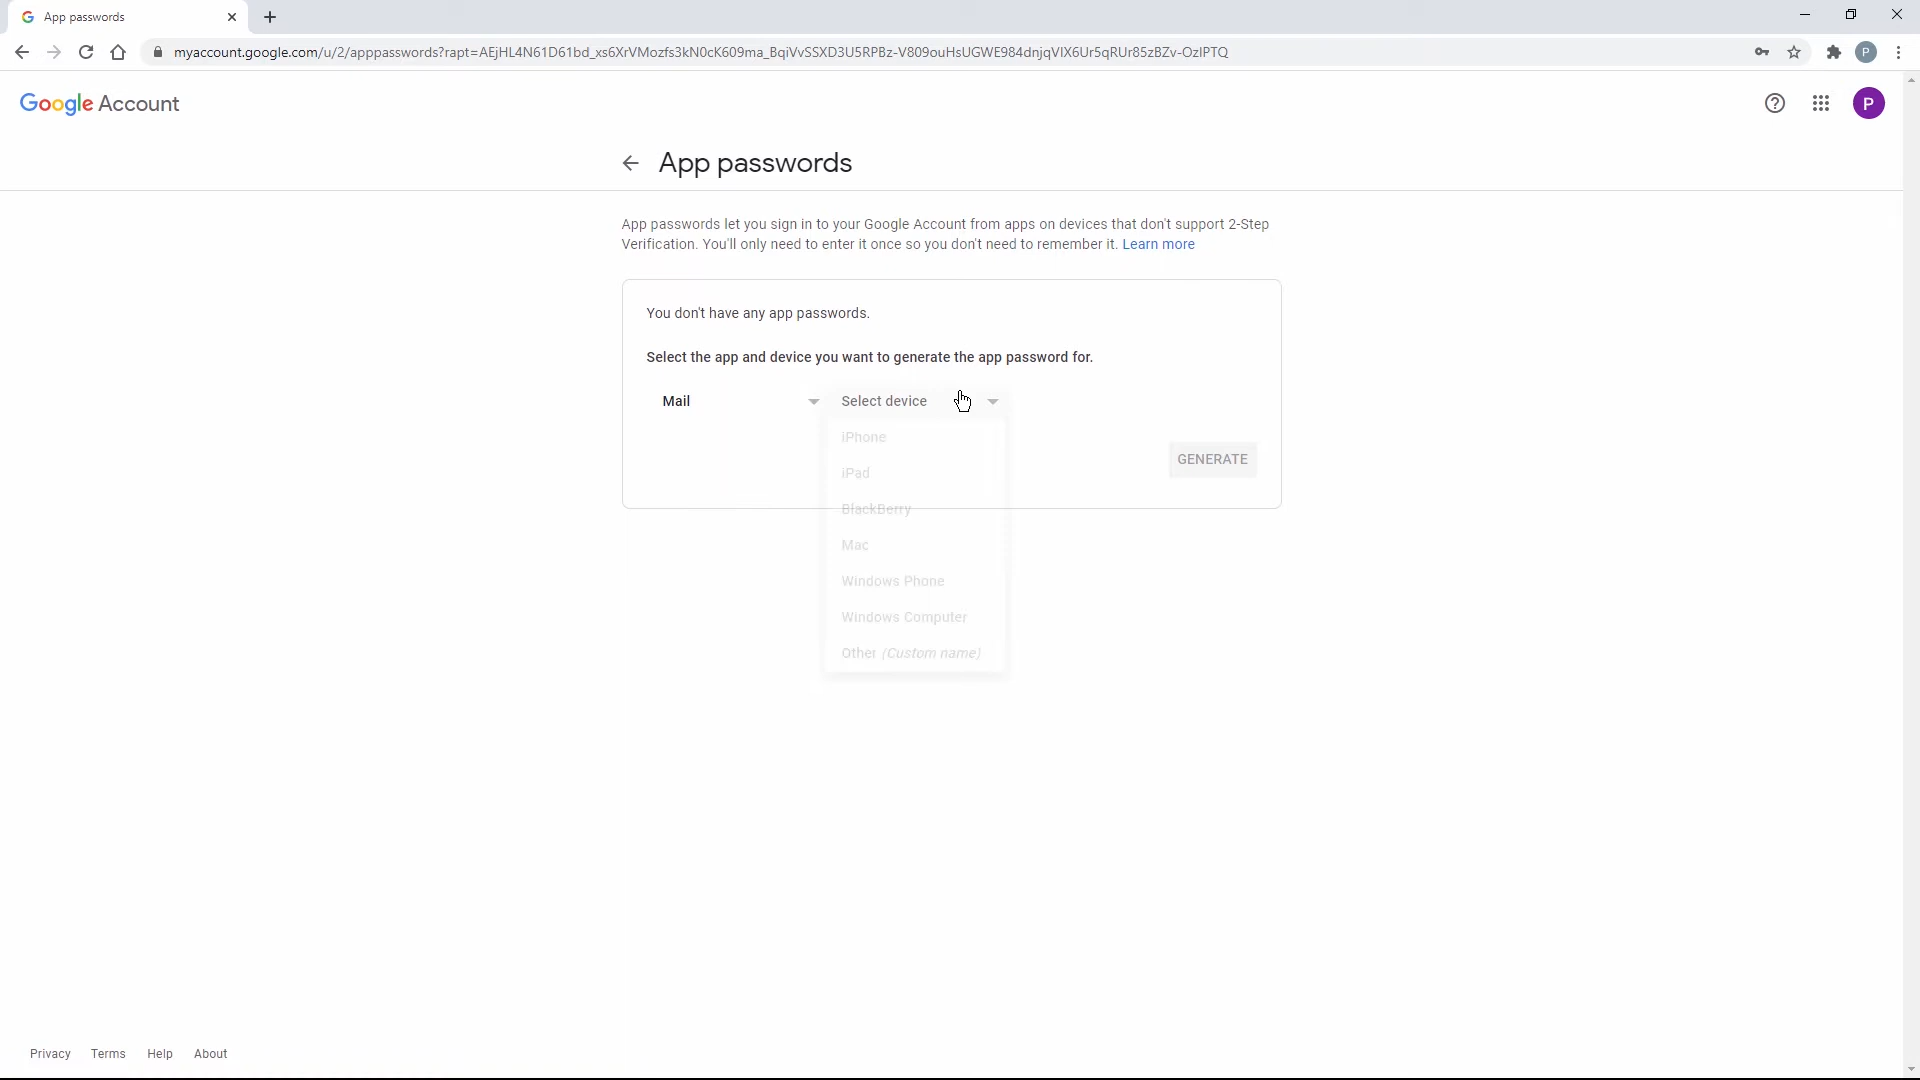 App passwords
myaccount.google.com/u/2/apppasswords?rapt=AEjHL4N61D61bd_xs6XrVMozfs3kN0cK609ma_BqiVvSSXD3U5RPBz-V809ouHsUGWE984dnjqVIX6Ur5qRUr85zBZv-OzIPTQ
P
Google Account
P
App passwords
App passwords let you sign in to your Google Account from apps on devices that don't support 2-Step
Verification. You'll only need to enter it once so you don't need to remember it. Learn more
You don't have any app passwords.
Select the app and device you want to generate the app password for.
Mail
Select device
iPhone
GENERATE
iPad
BlackBerry
Mac
Windows Phone
Windows Computer
Other (Custom name)
Privacy Terms Help About